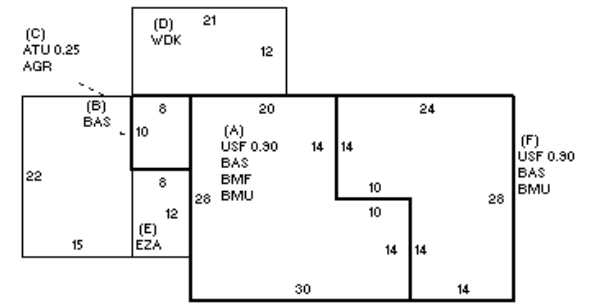 (C)
ATU 0.25
AGR
(D) 21
WDK
12
(B)
BAS
8
10
20
24
(A)
USF 0.90
BAS
BMF
BMU
14 14
(F)
USF 0.90
BAS
BMU
22
8
12
28
10
10
28
(E)
EZA
15
14 14
30
14